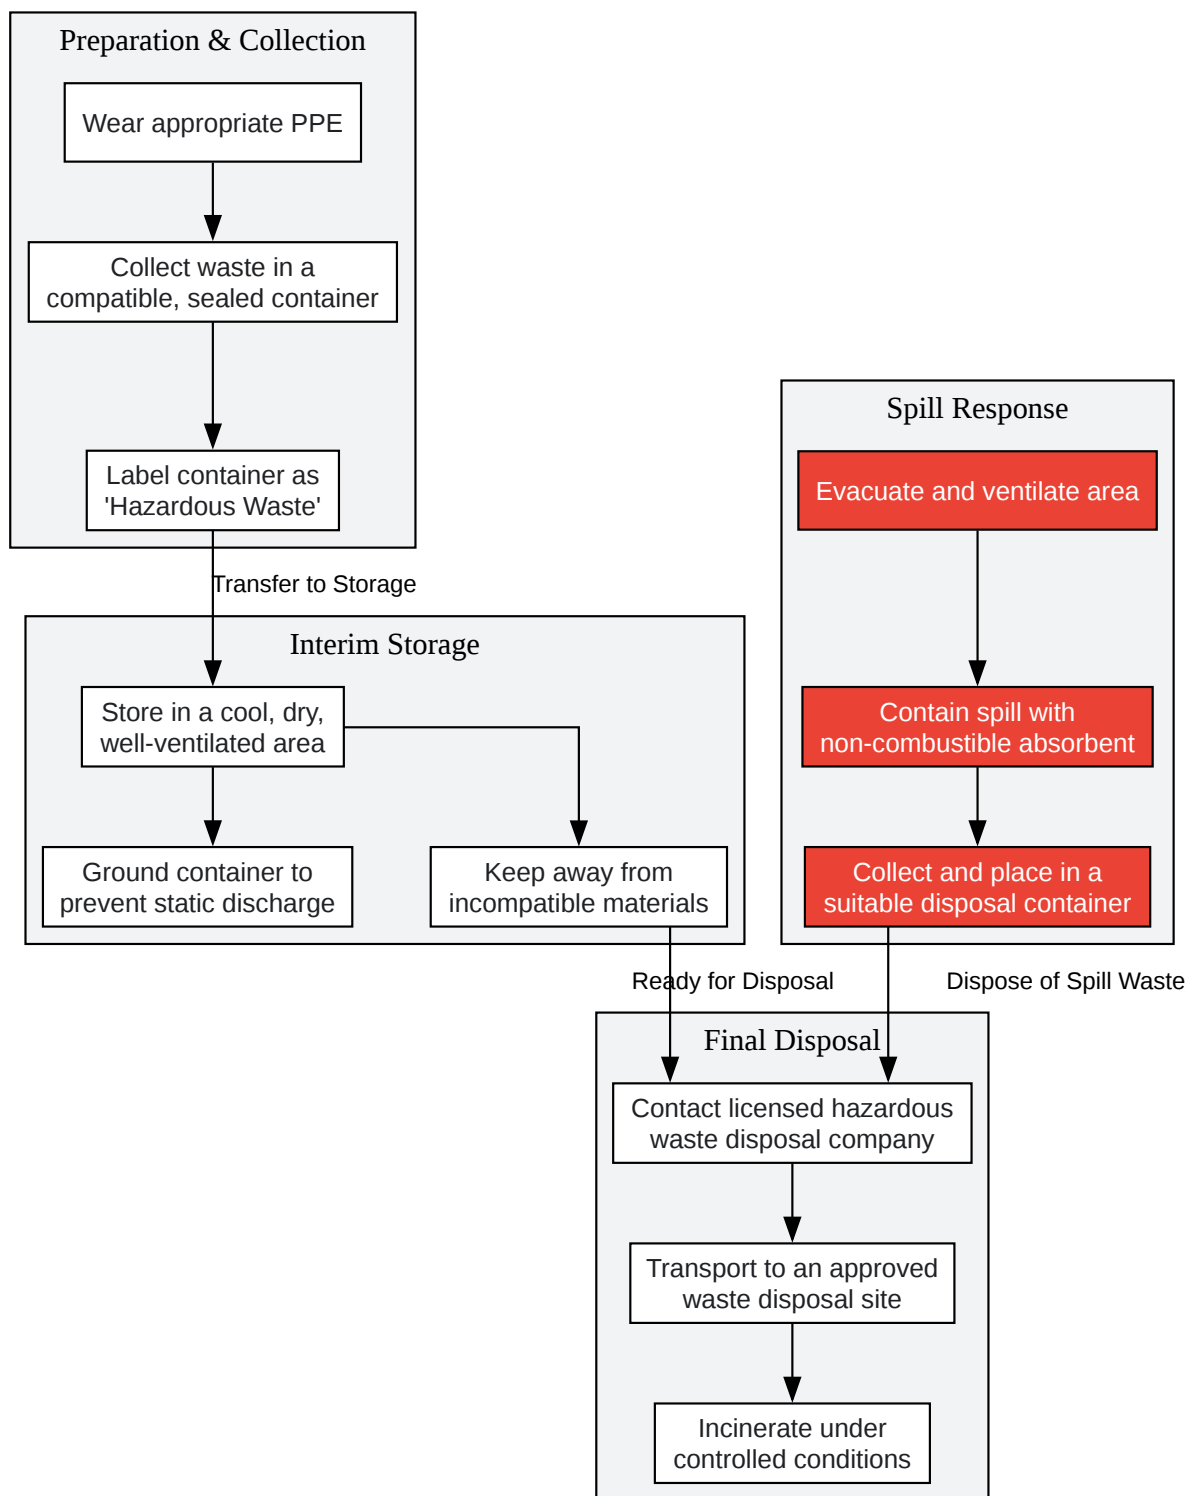 Preparation & Collection
Wear appropriate PPE
Collect waste in a
compatible, sealed container
Label container as
'Hazardous Waste'
Transfer to Storage
Interim Storage
Store in a cool, dry,
well-ventilated area
Ground container to
prevent static discharge
Keep away from
incompatible materials
Spill Response
Evacuate and ventilate area
Contain spill with
non-combustible absorbent
Collect and place in a
suitable disposal container
Ready for Disposal
Dispose of Spill Waste
Final Disposal
Contact licensed hazardous
waste disposal company
Transport to an approved
waste disposal site
Incinerate under
controlled conditions